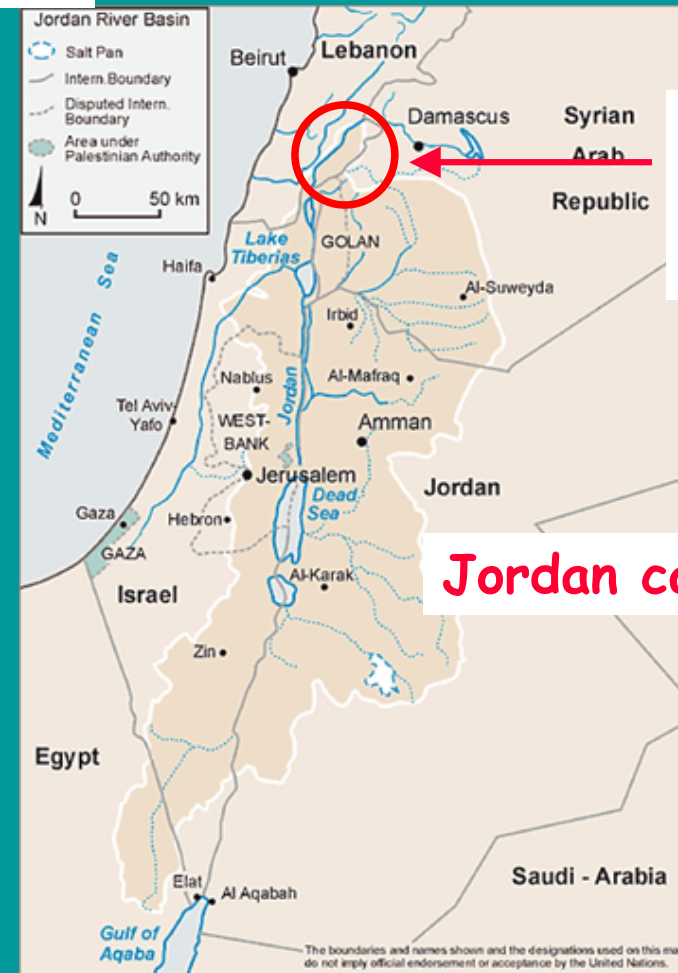 Jordan River Basin
Salt Pan
Intern. Boundary
Disputed Intern.
Boundary
Area under
Palestinian Authority
N
0 50 km
Beirut
Lebanon
Damascus
Syrian
Arab
Republic
Mediterranean Sea
Lake
Tiberias
GOLAN
Haifa
Al-Suweyda
Irbid
Nablus
Al-Mafraq
Jordan
Tel Aviv-
Yafo
WEST-
BANK
Amman
Jerusalem
Dead
Sea
Jordan
Gaza
Hebron
GAZA
Israel
Al-Karak
Jordan
Zin
Egypt
Saudi - Arabia
Elat
Al Aqabah
Gulf of
Aqaba
The boundaries and names shown and the designations used on this
do not imply official endorsement or acceptance by the United Nations.